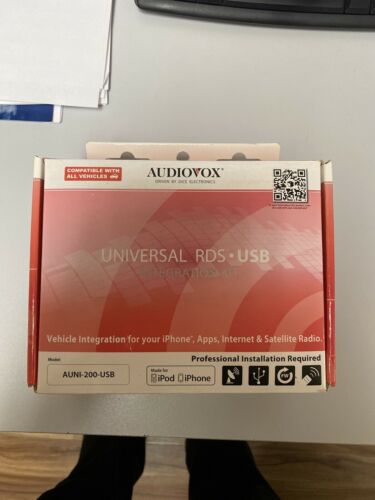 COMPATIBLE WITH
ALL VEHICLES
AUDIOVOX®
DRIVEN BY DICE ELECTRONICS
UNIVERSAL RDS • USB
INTEGRATION KIT
Vehicle Integration for your iPhone®, Apps, Internet & Satellite Radio.
Professional Installation Required
Model
AUNI-200-USB
Made for
iPod iPhone